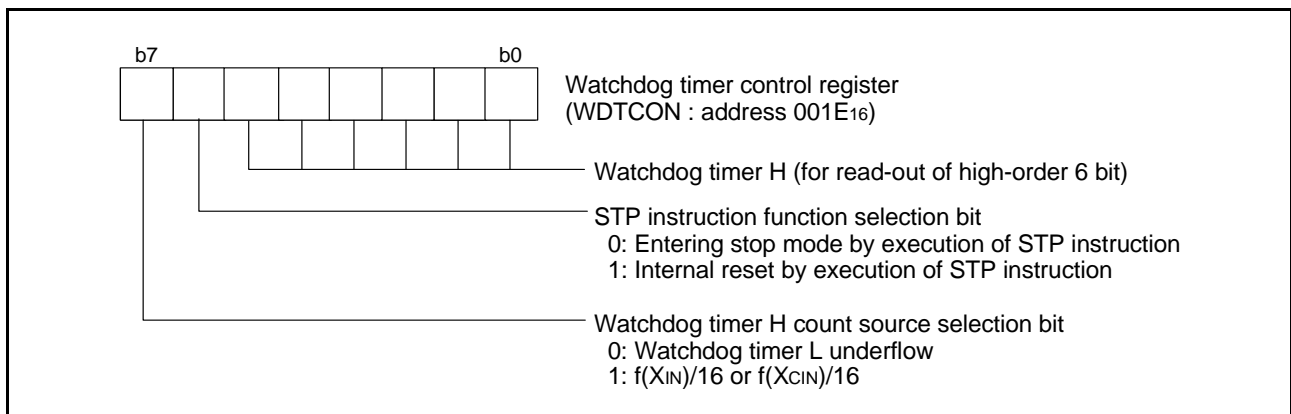 b7 b0
Watchdog timer control register
(WDTCON : address 001E16)
Watchdog timer H (for read-out of high-order 6 bit)
STP instruction function selection bit
0: Entering stop mode by execution of STP instruction
1: Internal reset by execution of STP instruction
Watchdog timer H count source selection bit
0: Watchdog timer L underflow
1: f(XIN)/16 or f(XCIN)/16